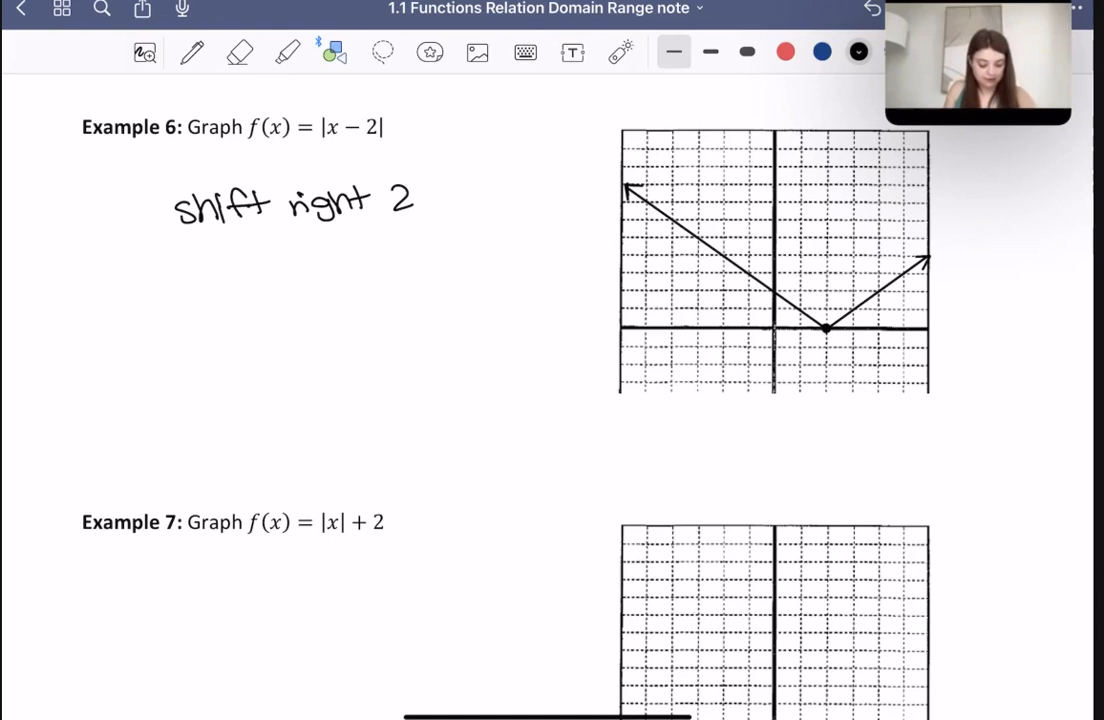 1.1 Functions Relation Domain Range note
Example 6: Graph f(x) = |x − 2|
shift right 2
Example 7: Graph f(x) = |x| + 2